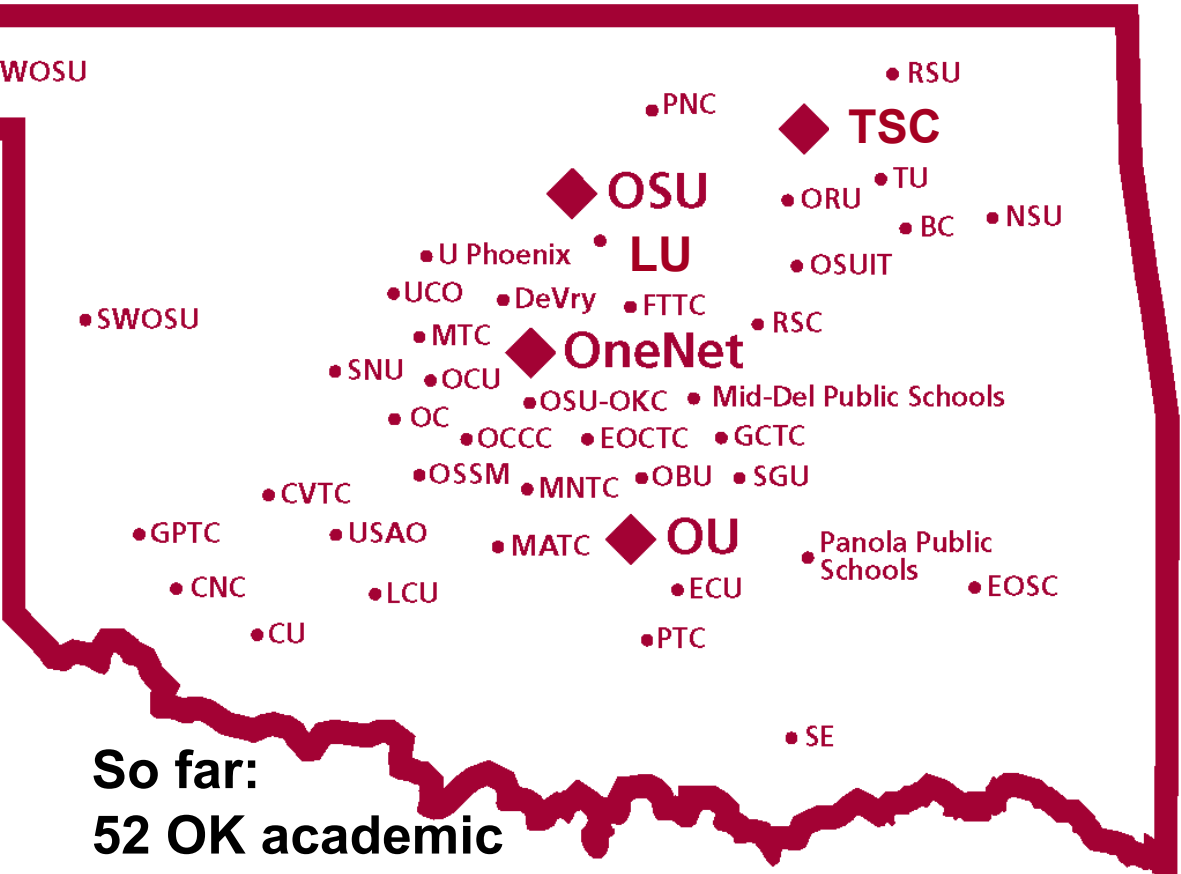 WOSU
RSU
PNC
TSC
TU
OSU
ORU
NSU
BC
U Phoenix
LU
OSUIT
UCO
DeVry
FTTC
SWOSU
RSC
MTC
OneNet
SNU
OCU
OSU-OKC
Mid-Del Public Schools
OC
OCCC
EOCTC
GCTC
OSSM
MNTC
OBU
SGU
CVTC
GPTC
USAO
MATC
OU
Panola Public
Schools
CNC
LCU
ECU
EOSC
CU
PTC
SE
So far:
52 OK academic